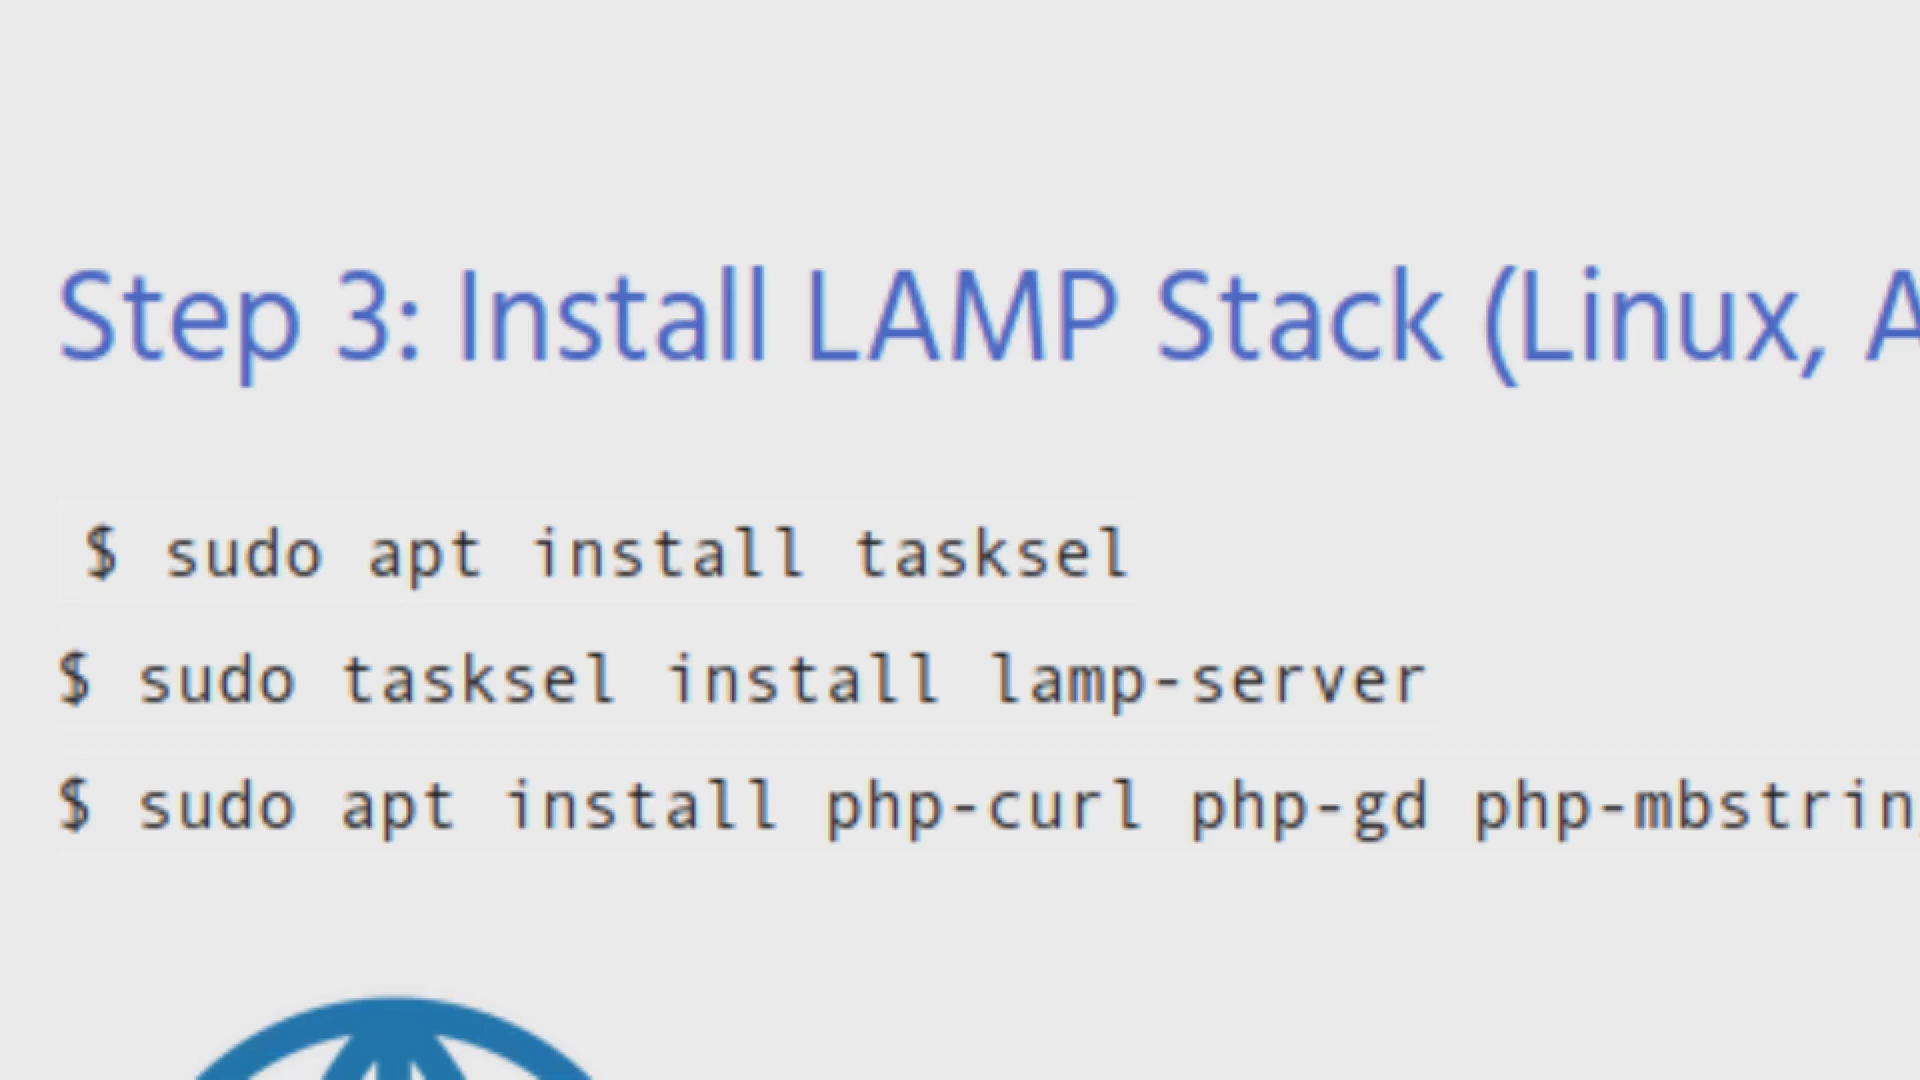 Step 3: Install LAMP Stack (Linux, A
$ sudo apt install tasksel
$ sudo tasksel install lamp-server
$ sudo apt install php-curl php-gd php-mbstrin